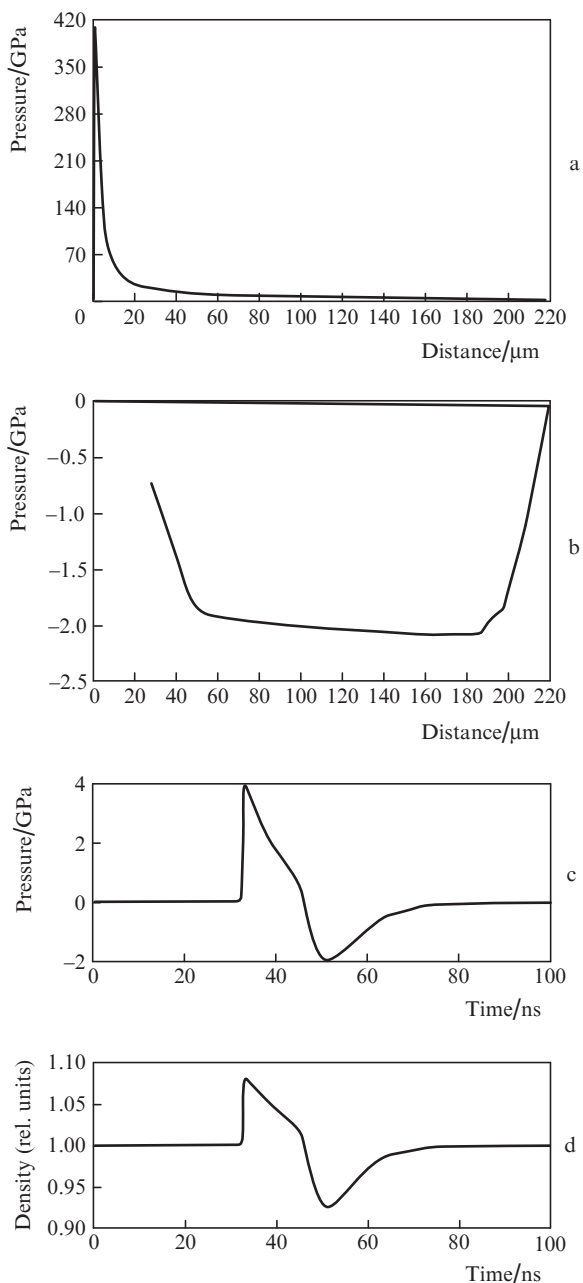 420
350
280
210
140
70
0 20 40 60 80 100 120 140 160 180 200 220
Pressure/GPa
Distance/μm
a
0
−0.5
−1.0
−1.5
−2.0
−2.5
0 20 40 60 80 100 120 140 160 180 200 220
Pressure/GPa
Distance/μm
b
4
2
0
−2
0 20 40 60 80 100
Pressure/GPa
Time/ns
c
1.10
1.05
1.00
0.95
0.90
0 20 40 60 80 100
Density (rel. units)
Time/ns
d